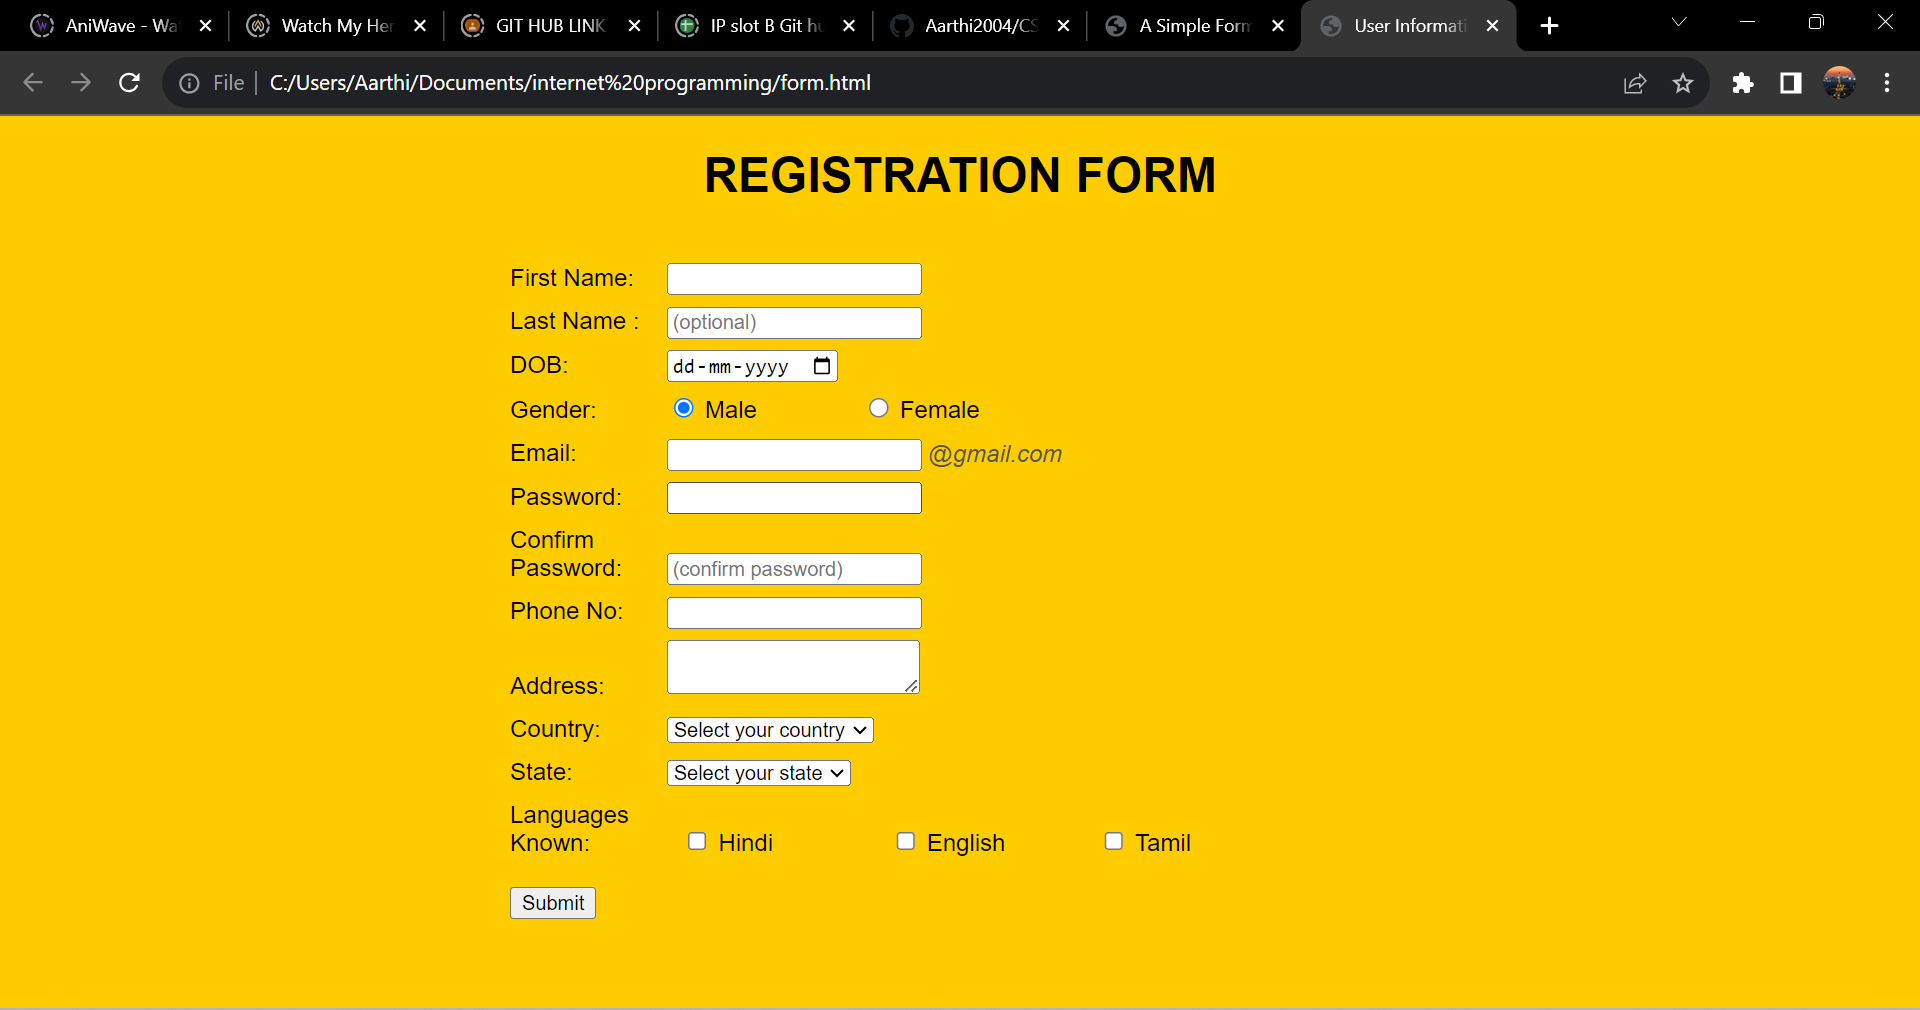 AniWave - Wa
Watch My Her
GIT HUB LINK
IP slot B Git hu
Aarthi2004/CS
A Simple Form
User Informati
File C:/Users/Aarthi/Documents/internet%20programming/form.html
REGISTRATION FORM
First Name:
Last Name : (optional)
DOB: dd-mm-yyyy
Gender: Male Female
Email: @gmail.com
Password:
Confirm
Password: (confirm password)
Phone No:
Address:
Country: Select your country
State: Select your state
Languages
Known: Hindi English Tamil
Submit